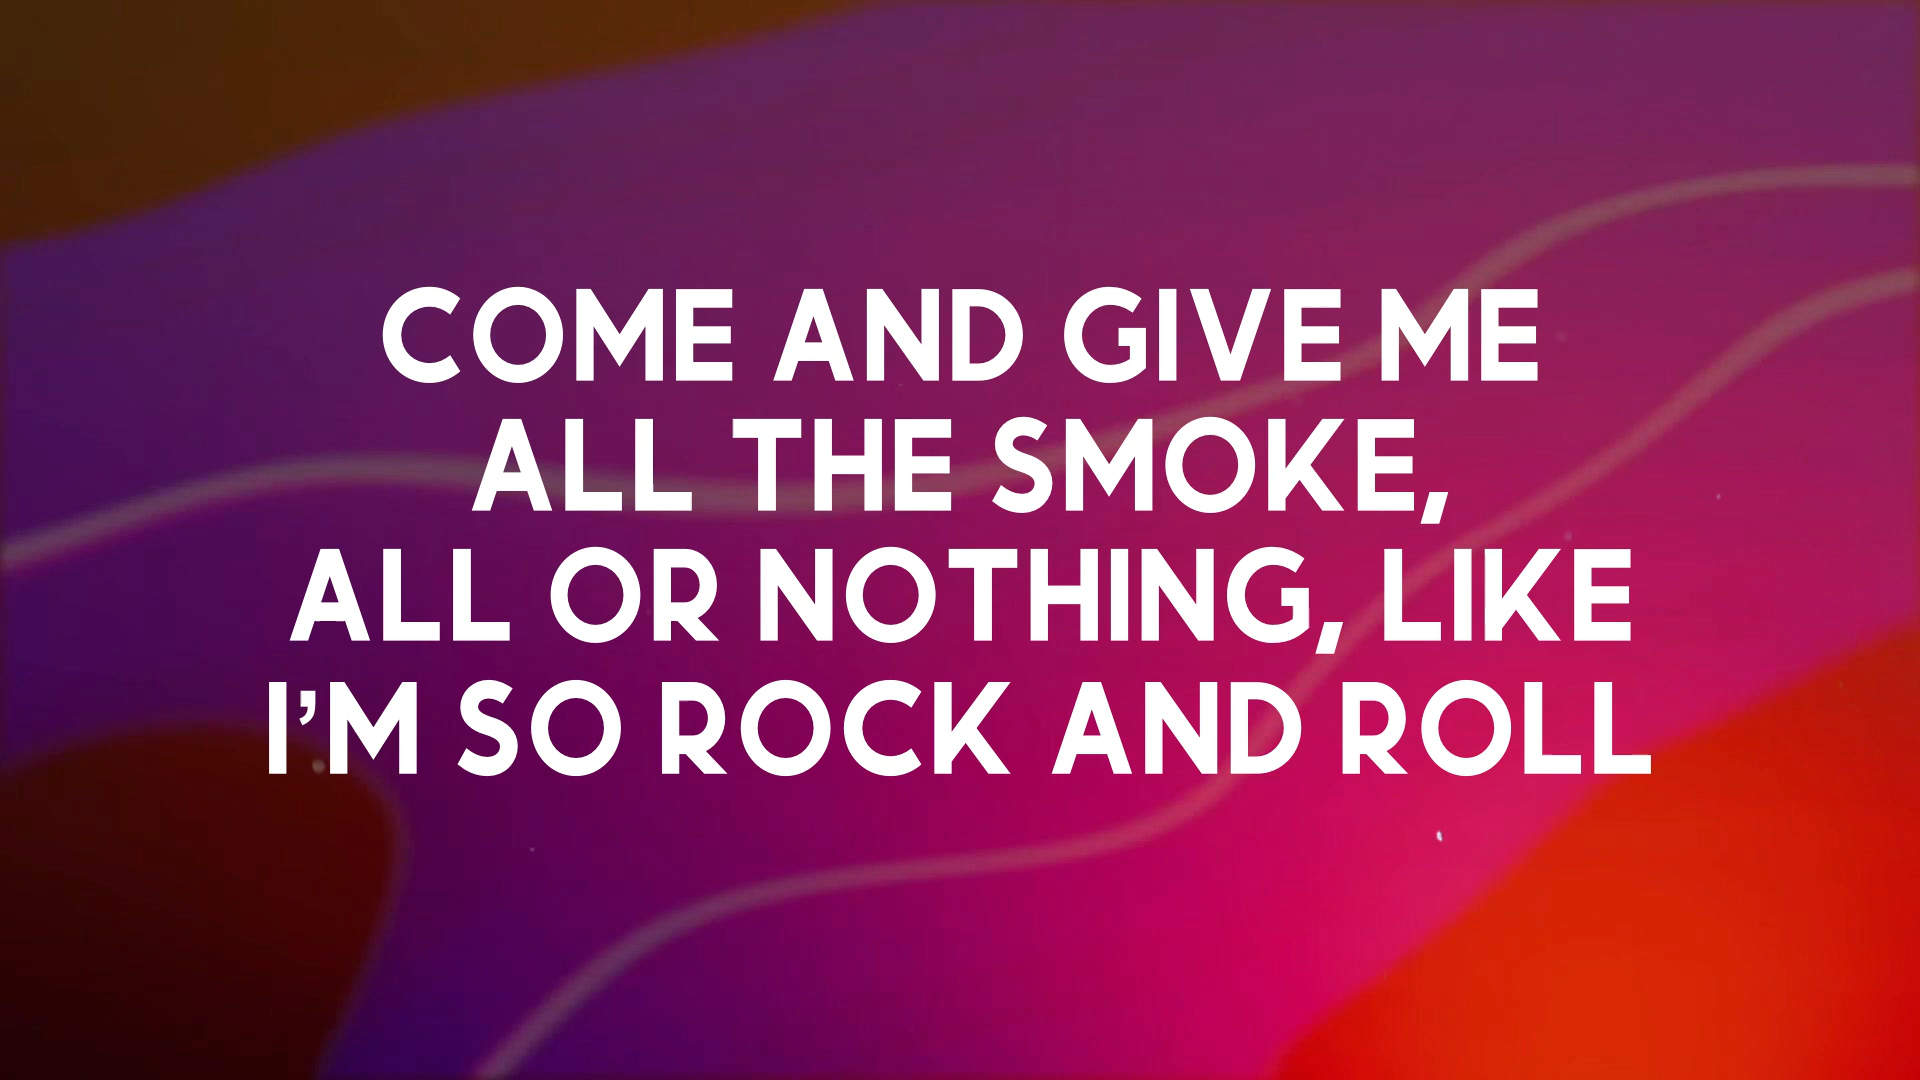 COME AND GIVE ME
ALL THE SMOKE,
ALL OR NOTHING, LIKE
I'M SO ROCK AND ROLL